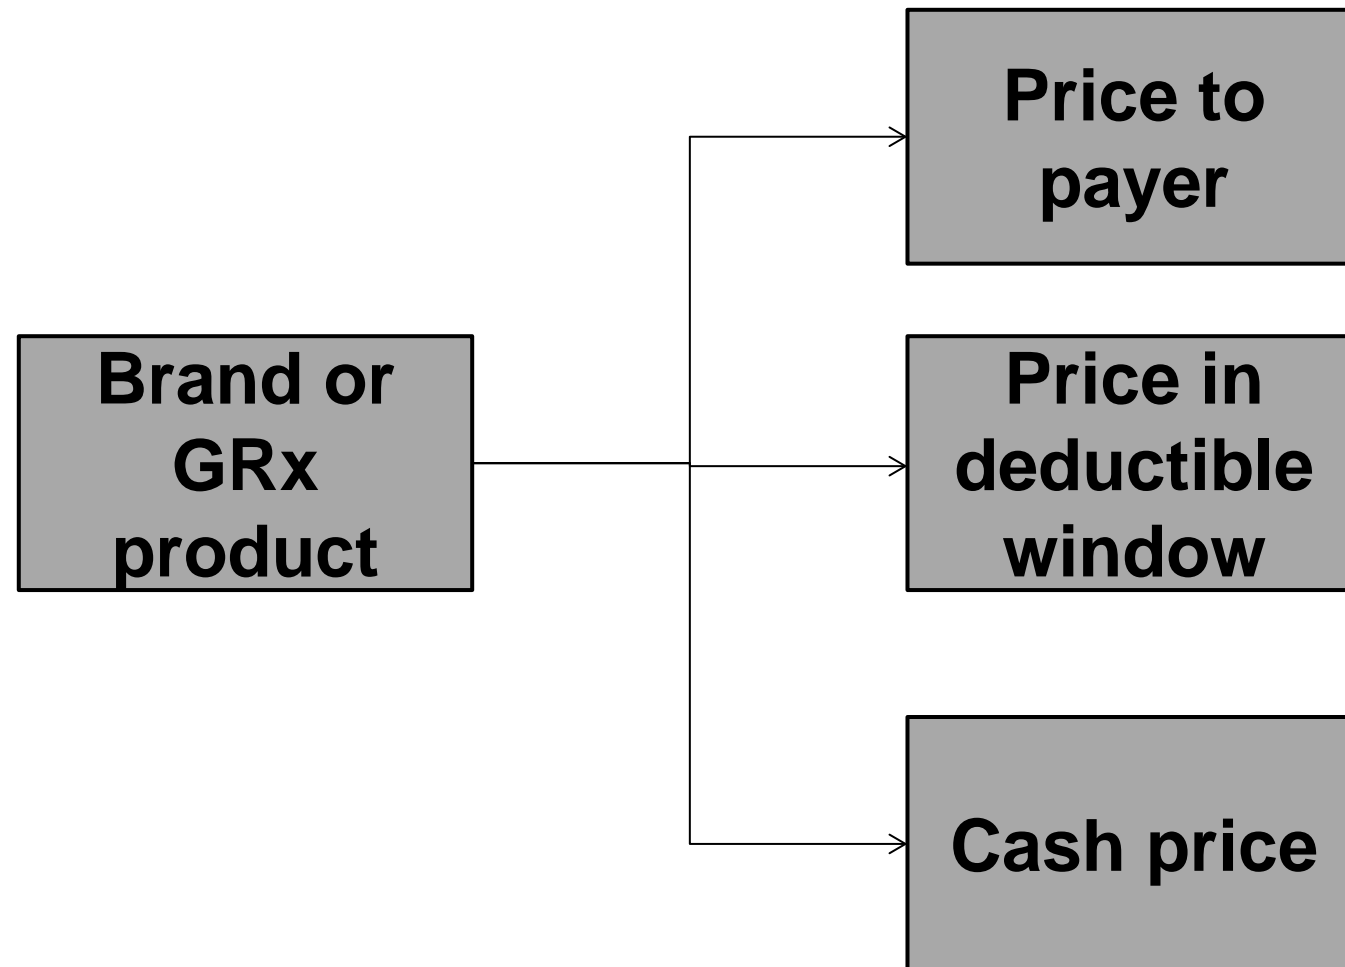 Price to
payer
Brand or
GRx
product
Price in
deductible
window
Cash price